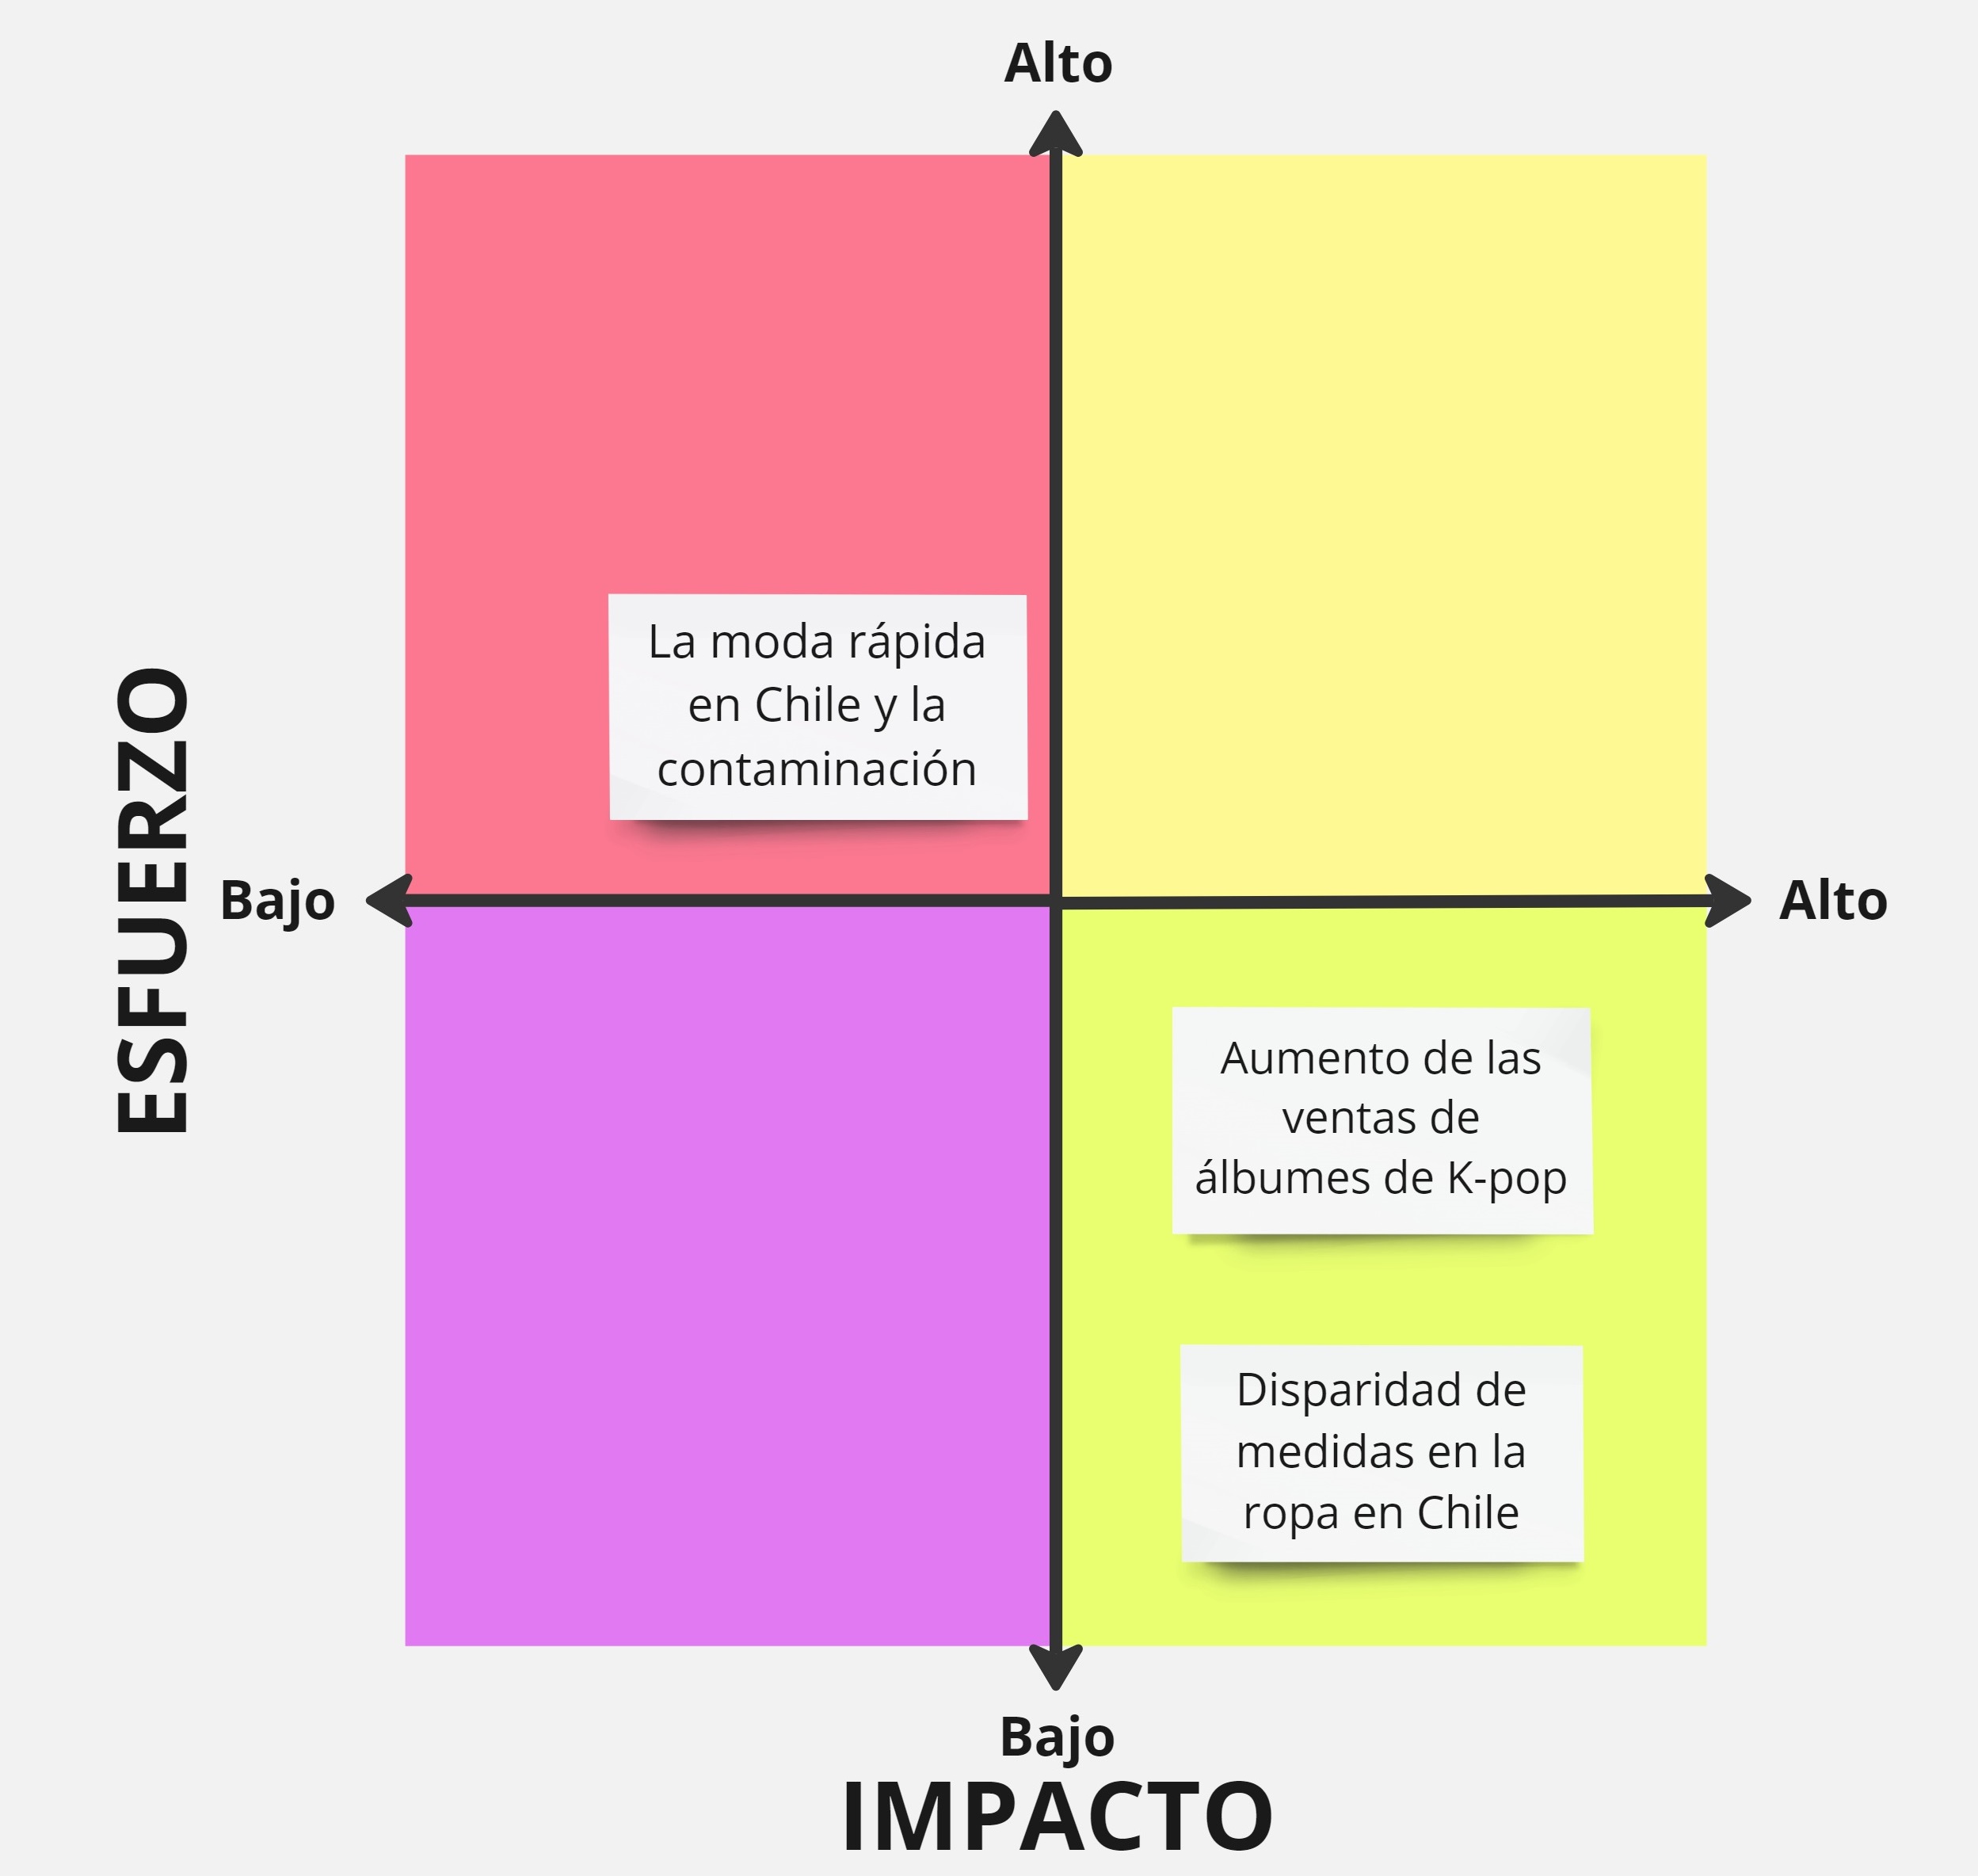 Alto
La moda rápida
en Chile y la
contaminación
ESFUERZO
Bajo
Alto
Aumento de las
ventas de
álbumes de K-pop
Disparidad de
medidas en la
ropa en Chile
Bajo
IMPACTO